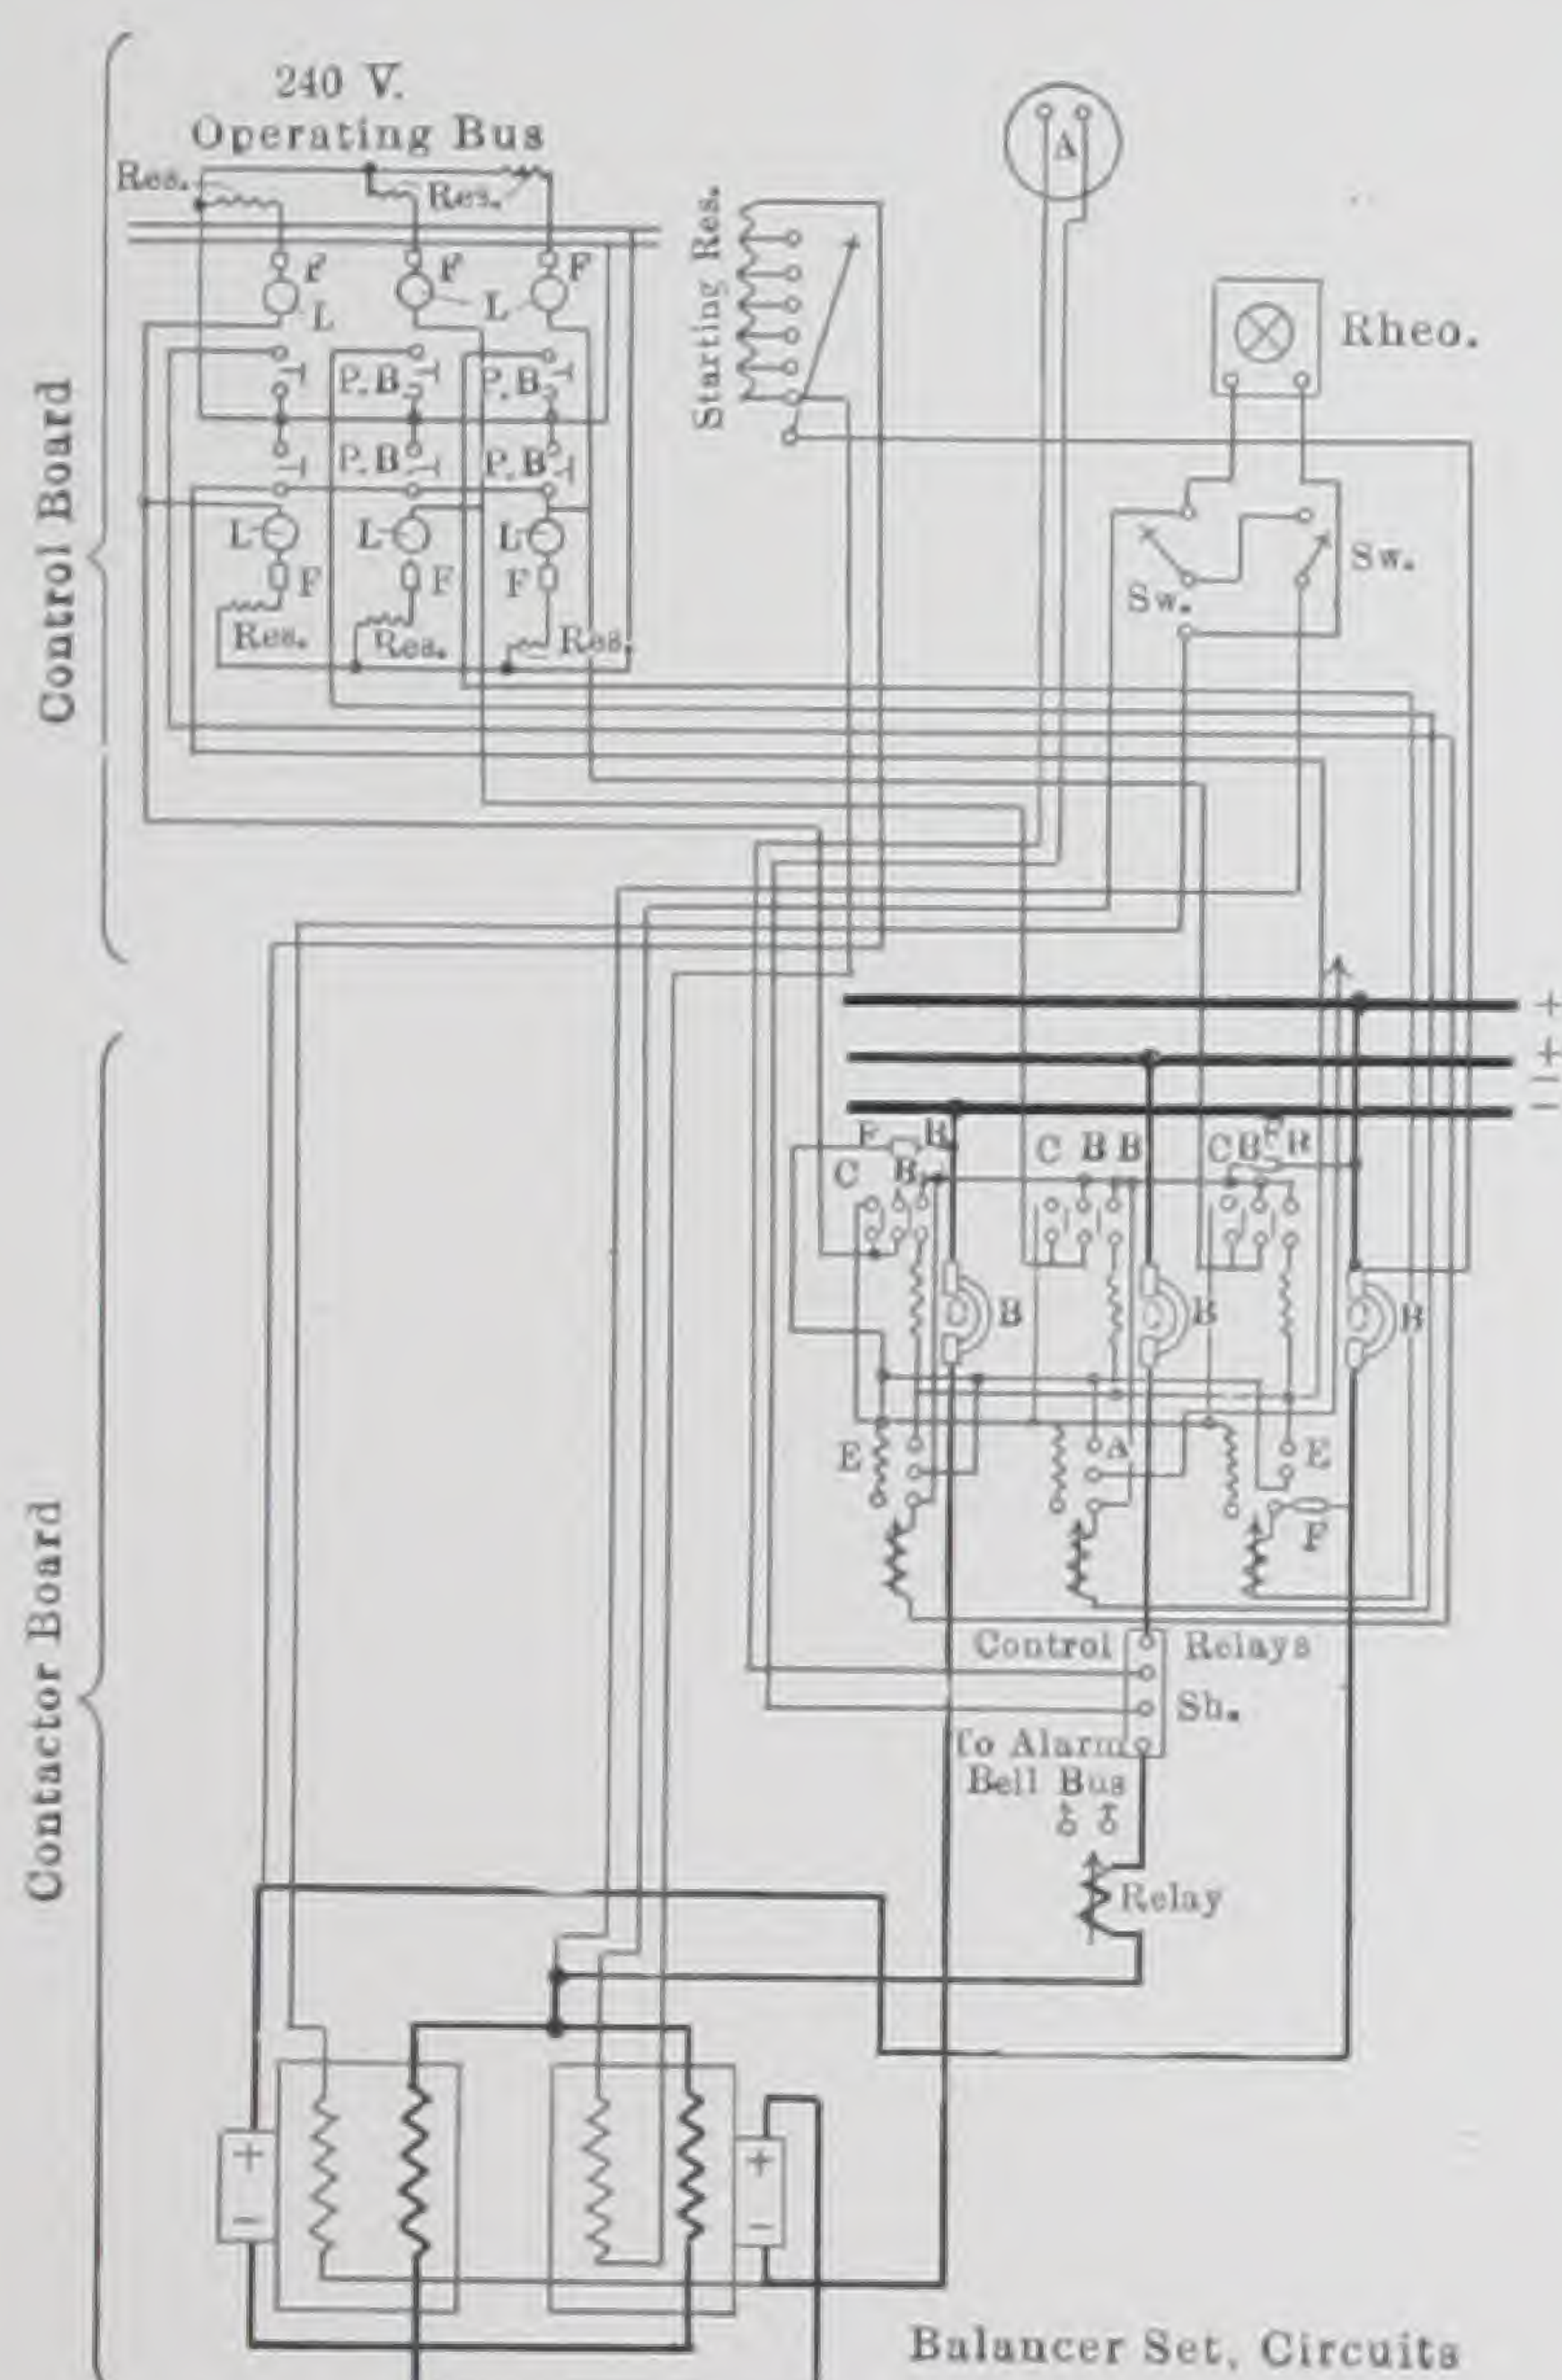 240 V.
Operating Bus
Res.
Res.
F
F
F
L
L
P.B.
P.B.
P.B.
P.B.
L
L
L
F
F
F
Res.
Res.
Res.
Control Board
Starting Res.
A
Rheo.
Sw.
Sw.
+
+
−
−
F
B
C
B
C B B
C B
F
B
B
B
B
E
A
E
F
Control Relays
Sh.
To Alarm
Bell Bus
Relay
Contactor Board
+
−
+
−
Balancer Set, Circuits